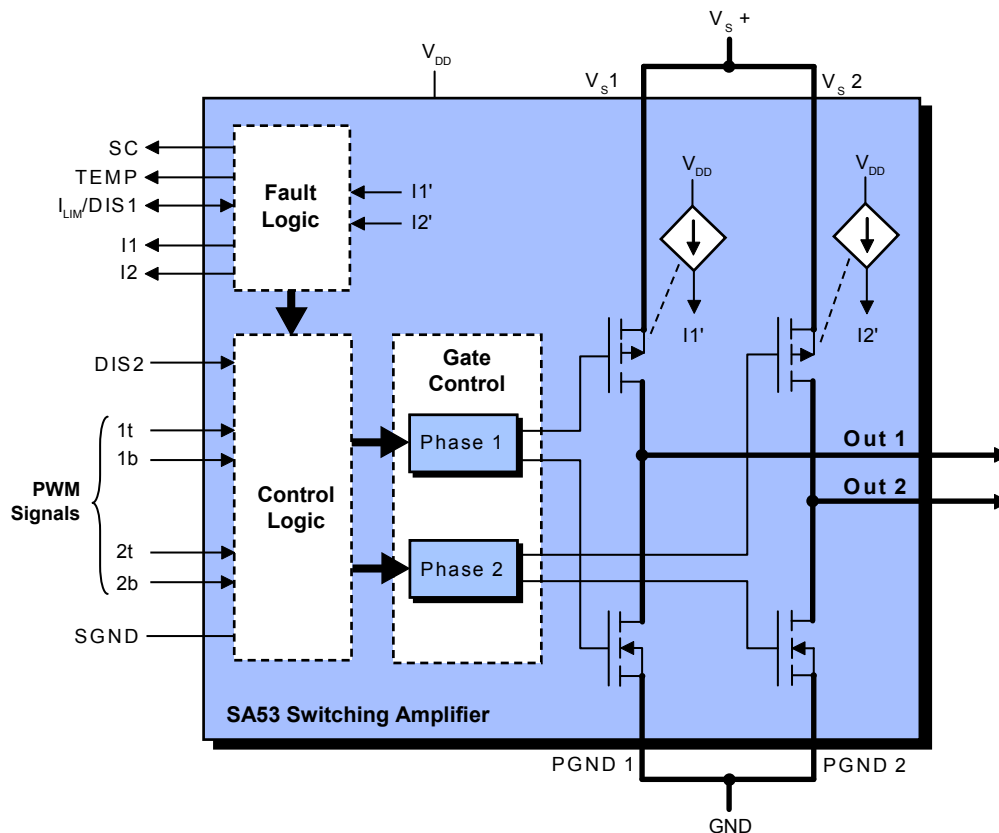 V_S +
V_DD
V_S 1
V_S 2
SC
TEMP
I_LIM/DIS1
I1
I2
Fault
Logic
I1'
I2'
V_DD
V_DD
I1'
I2'
DIS2
Gate
Control
1t
1b
PWM
Signals
2t
2b
SGND
Control
Logic
Phase 1
Phase 2
Out 1
Out 2
SA53 Switching Amplifier
PGND 1
PGND 2
GND